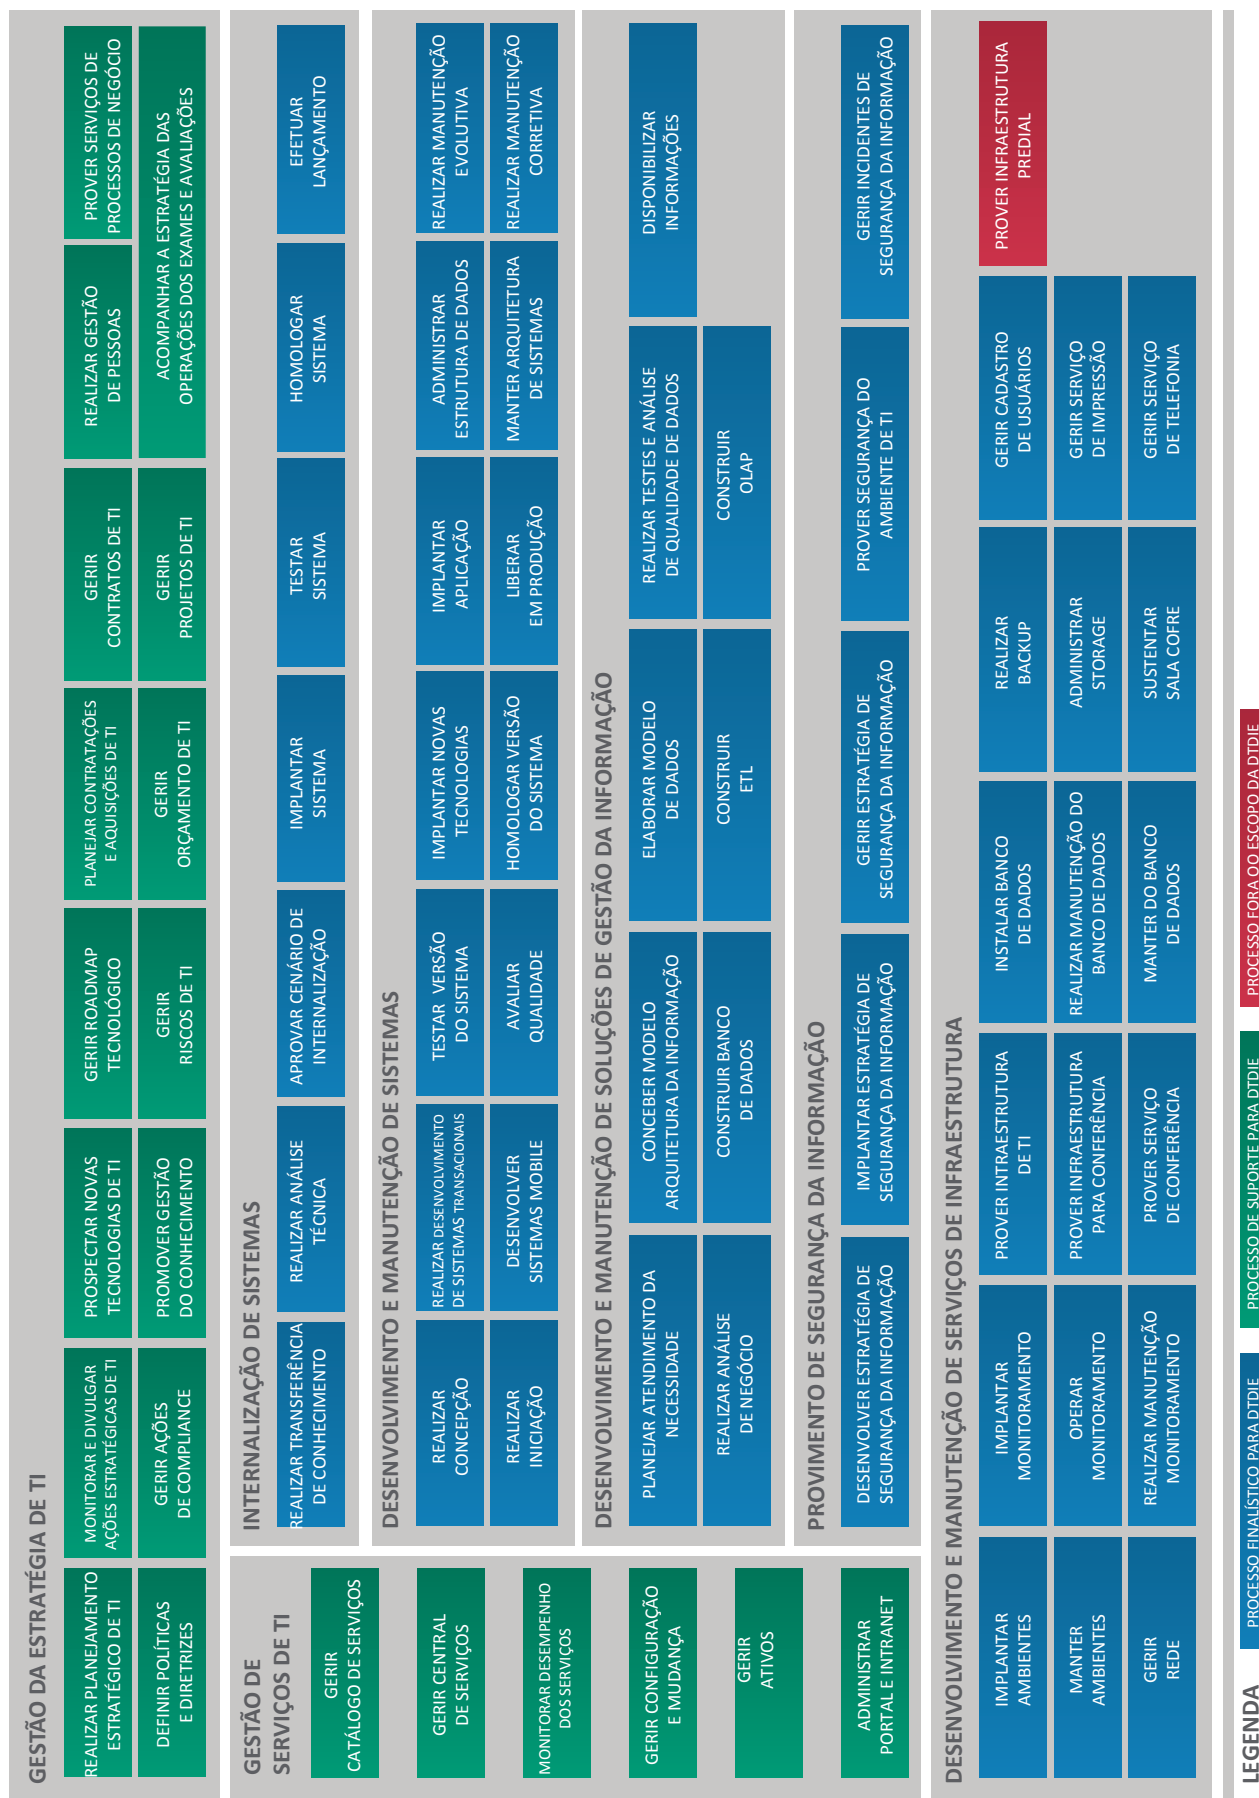 GESTÃO DA ESTRATÉGIA DE TI
REALIZAR PLANEJAMENTO
ESTRATÉGICO DE TI
MONITORAR E DIVULGAR
AÇÕES ESTRATÉGICAS DE TI
PROSPECTAR NOVAS
TECNOLOGIAS DE TI
GERIR ROADMAP
TECNOLÓGICO
PLANEJAR CONTRATAÇÕES
E AQUISIÇÕES DE TI
GERIR
CONTRATOS DE TI
REALIZAR GESTÃO
DE PESSOAS
PROVER SERVIÇOS DE
PROCESSOS DE NEGÓCIO
DEFINIR POLÍTICAS
E DIRETRIZES
GERIR AÇÕES
DE COMPLIANCE
PROMOVER GESTÃO
DO CONHECIMENTO
GERIR
RISCOS DE TI
GERIR
ORÇAMENTO DE TI
GERIR
PROJETOS DE TI
ACOMPANHAR A ESTRATÉGIA DAS
OPERAÇÕES DOS EXAMES E AVALIAÇÕES
GESTÃO DE
SERVIÇOS DE TI
GERIR
CATÁLOGO DE SERVIÇOS
GERIR CENTRAL
DE SERVIÇOS
MONITORAR DESEMPENHO
DOS SERVIÇOS
GERIR CONFIGURAÇÃO
E MUDANÇA
GERIR
ATIVOS
ADMINISTRAR
PORTAL E INTRANET
INTERNALIZAÇÃO DE SISTEMAS
REALIZAR TRANSFERÊNCIA
DE CONHECIMENTO
REALIZAR ANÁLISE
TÉCNICA
APROVAR CENÁRIO DE
INTERNALIZAÇÃO
IMPLANTAR
SISTEMA
TESTAR
SISTEMA
HOMOLOGAR
SISTEMA
EFETUAR
LANÇAMENTO
DESENVOLVIMENTO E MANUTENÇÃO DE SISTEMAS
REALIZAR
CONCEPÇÃO
REALIZAR DESENVOLVIMENTO
DE SISTEMAS TRANSACIONAIS
TESTAR VERSÃO
DO SISTEMA
IMPLANTAR NOVAS
TECNOLOGIAS
IMPLANTAR
APLICAÇÃO
ADMINISTRAR
ESTRUTURA DE DADOS
REALIZAR MANUTENÇÃO
EVOLUTIVA
REALIZAR
INICIAÇÃO
DESENVOLVER
SISTEMAS MOBILE
AVALIAR
QUALIDADE
HOMOLOGAR VERSÃO
DO SISTEMA
LIBERAR
EM PRODUÇÃO
MANTER ARQUITETURA
DE SISTEMAS
REALIZAR MANUTENÇÃO
CORRETIVA
DESENVOLVIMENTO E MANUTENÇÃO DE SOLUÇÕES DE GESTÃO DA INFORMAÇÃO
PLANEJAR ATENDIMENTO DA
NECESSIDADE
CONCEBER MODELO
ARQUITETURA DA INFORMAÇÃO
ELABORAR MODELO
DE DADOS
REALIZAR TESTES E ANÁLISE
DE QUALIDADE DE DADOS
DISPONIBILIZAR
INFORMAÇÕES
REALIZAR ANÁLISE
DE NEGÓCIO
CONSTRUIR BANCO
DE DADOS
CONSTRUIR
ETL
CONSTRUIR
OLAP
PROVIMENTO DE SEGURANÇA DA INFORMAÇÃO
DESENVOLVER ESTRATÉGIA DE
SEGURANÇA DA INFORMAÇÃO
IMPLANTAR ESTRATÉGIA DE
SEGURANÇA DA INFORMAÇÃO
GERIR ESTRATÉGIA DE
SEGURANÇA DA INFORMAÇÃO
PROVER SEGURANÇA DO
AMBIENTE DE TI
GERIR INCIDENTES DE
SEGURANÇA DA INFORMAÇÃO
DESENVOLVIMENTO E MANUTENÇÃO DE SERVIÇOS DE INFRAESTRUTURA
IMPLANTAR
AMBIENTES
IMPLANTAR
MONITORAMENTO
PROVER INTRAESTRUTURA
DE TI
INSTALAR BANCO
DE DADOS
REALIZAR
BACKUP
GERIR CADASTRO
DE USUÁRIOS
PROVER INFRAESTRUTURA
PREDIAL
MANTER
AMBIENTES
OPERAR
MONITORAMENTO
PROVER INFRAESTRUTURA
PARA CONFERÊNCIA
REALIZAR MANUTENÇÃO DO
BANCO DE DADOS
ADMINISTRAR
STORAGE
GERIR SERVIÇO
DE IMPRESSÃO
GERIR
REDE
REALIZAR MANUTENÇÃO
MONITORAMENTO
PROVER SERVIÇO
DE CONFERÊNCIA
MANTER DO BANCO
DE DADOS
SUSTENTAR
SALA COFRE
GERIR SERVIÇO
DE TELEFONIA
LEGENDA
PROCESSO FINALÍSTICO PARA DTDIE
PROCESSO DE SUPORTE PARA DTDIE
PROCESSO FORA OO ESCOPO DA DTDIE